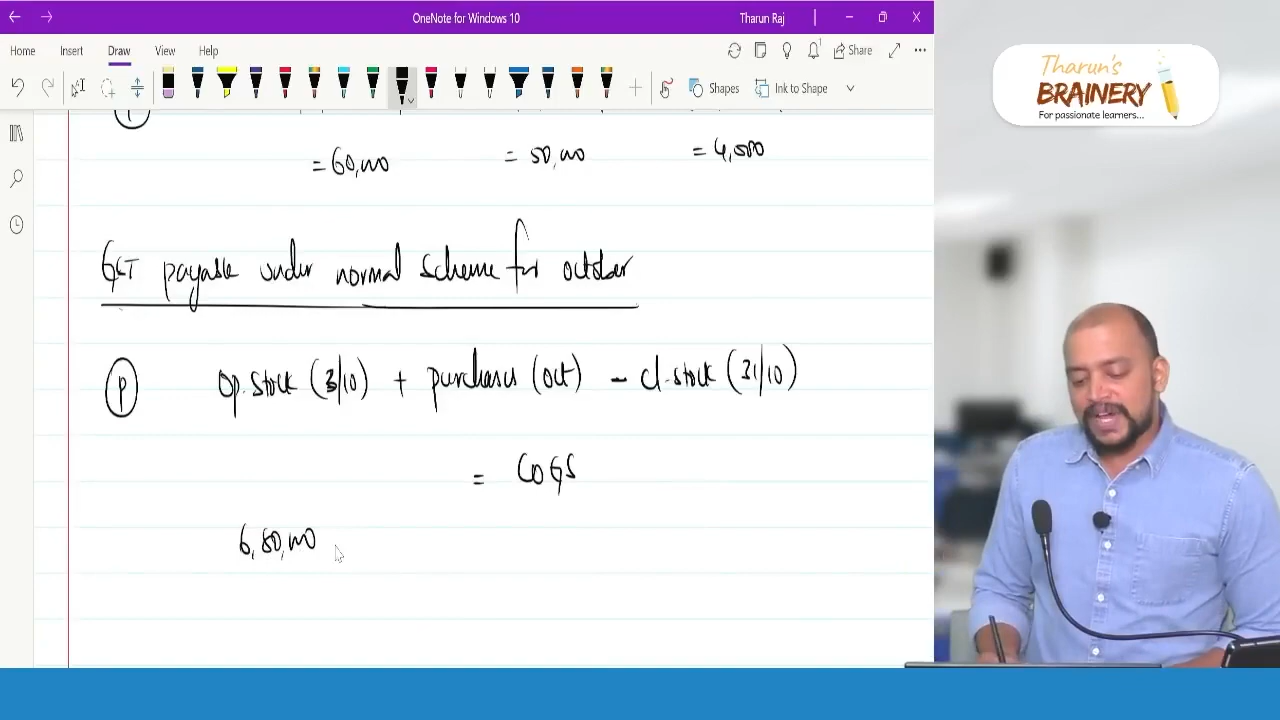 OneNote for Windows 10
Tharun Raj
Home Insert Draw View Help
Share
Shapes Ink to Shape
Tharun's
BRAINERY
For passionate learners...
= 60,000 = 50,000 = 4,500
GST payable under normal scheme for october
P Op. stock (3/10) + purchases (Oct) - cl. stock (31/10)
= COGS
6,80,000